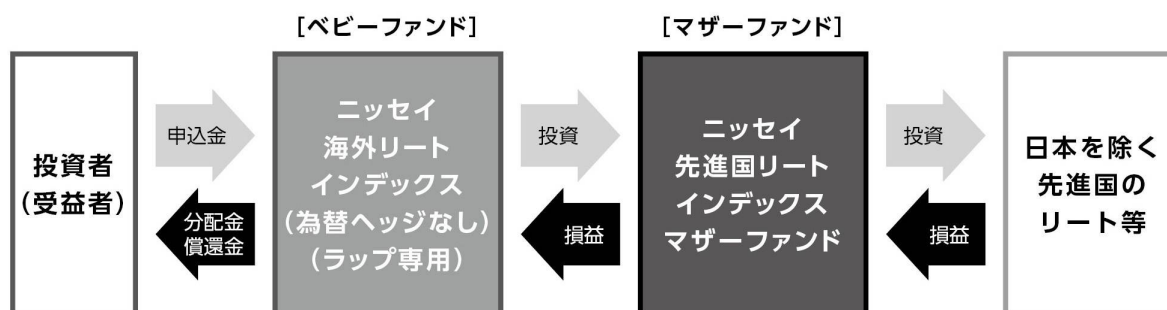 [ベビーファンド]
[マザーファンド]
投資者
(受益者)
申込金
分配金
償還金
ニッセイ
海外リート
インデックス
(為替ヘッジなし)
(ラップ専用)
投資
損益
ニッセイ
先進国リート
インデックス
マザーファンド
投資
損益
日本を除く
先進国の
リート等